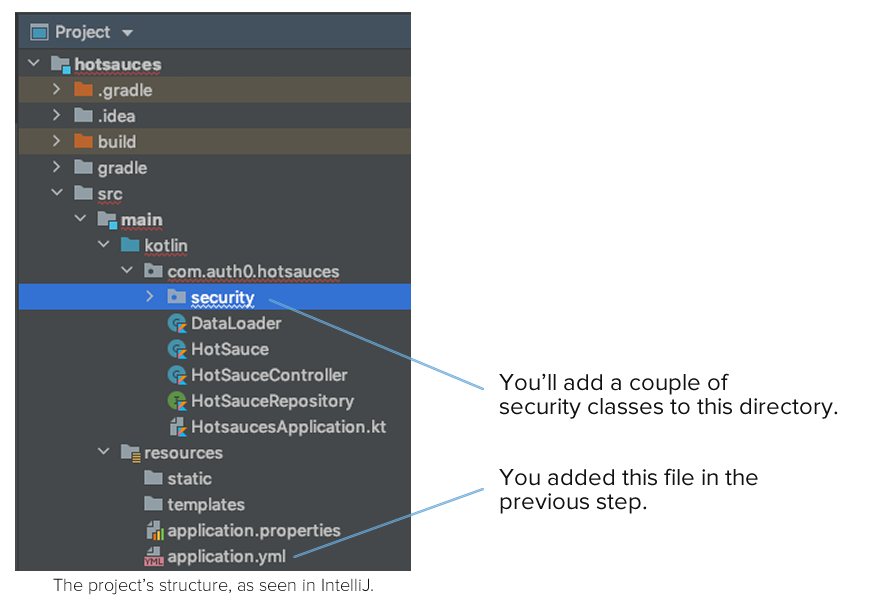 Project
hotsauces
.gradle
.idea
build
gradle
src
main
kotlin
com.auth0.hotsauces
security
DataLoader
HotSauce
HotSauceController
HotSauceRepository
HotsaucesApplication.kt
resources
static
templates
application.properties
YML application.yml
You’ll add a couple of
security classes to this directory.
You added this file in the
previous step.
The project’s structure, as seen in IntelliJ.